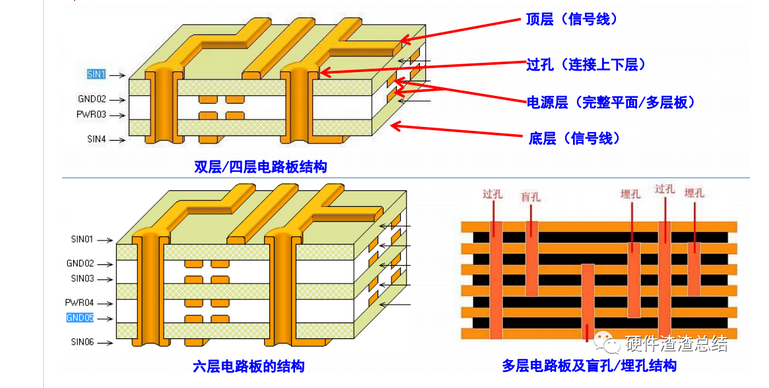 顶层（信号线）
SIN1
过孔（连接上下层）
GND02
电源层（完整平面/多层板）
PWR03
SIN4
底层（信号线）
双层/四层电路板结构
过孔
盲孔
埋孔
过孔
埋孔
SIN01
GND02
SIN03
PWR04
GND05
SIN06
硬件渣渣总结
六层电路板的结构
多层电路板及盲孔/埋孔结构